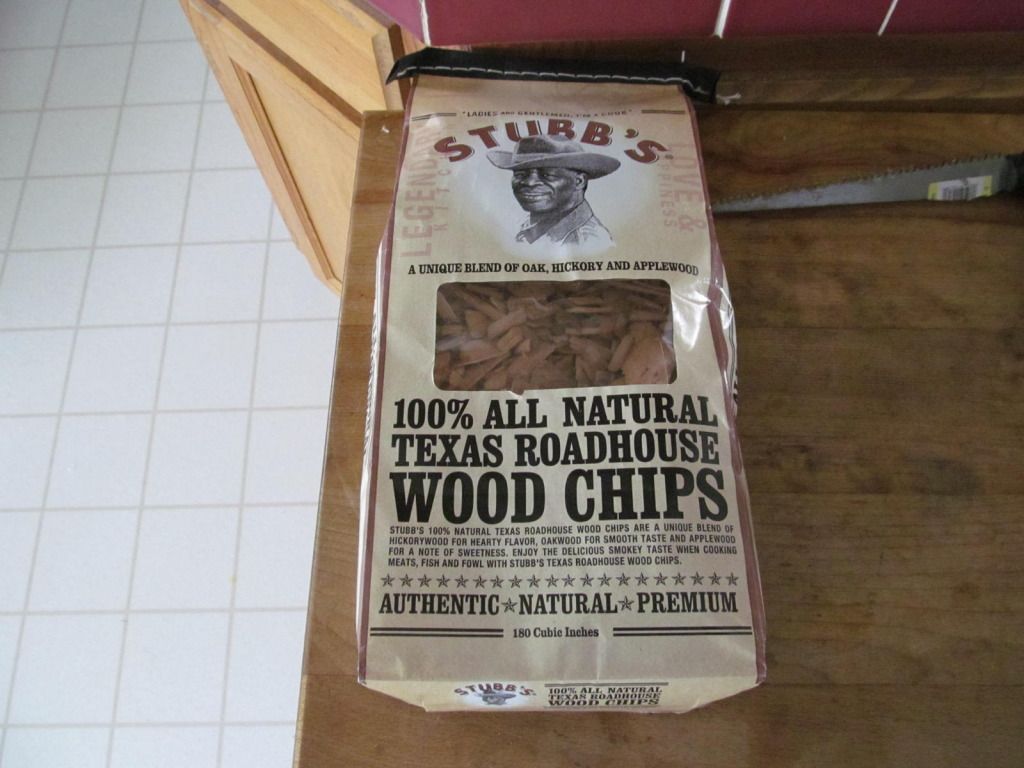 "LADIES AND GENTLEMEN, I'M A COOK"
STUBB'S
A UNIQUE BLEND OF OAK, HICKORY AND APPLEWOOD
100% ALL NATURAL
TEXAS ROADHOUSE
WOOD CHIPS
STUBB'S 100% NATURAL TEXAS ROADHOUSE WOOD CHIPS ARE A UNIQUE BLEND OF
HICKORYWOOD FOR HEARTY FLAVOR, OAKWOOD FOR SMOOTH TASTE AND APPLEWOOD
FOR A NOTE OF SWEETNESS. ENJOY THE DELICIOUS SMOKEY TASTE WHEN COOKING
MEATS, FISH AND FOWL WITH STUBB'S TEXAS ROADHOUSE WOOD CHIPS.
AUTHENTIC NATURAL PREMIUM
180 Cubic Inches
STUBB'S
100% ALL NATURAL
TEXAS ROADHOUSE
WOOD CHIPS